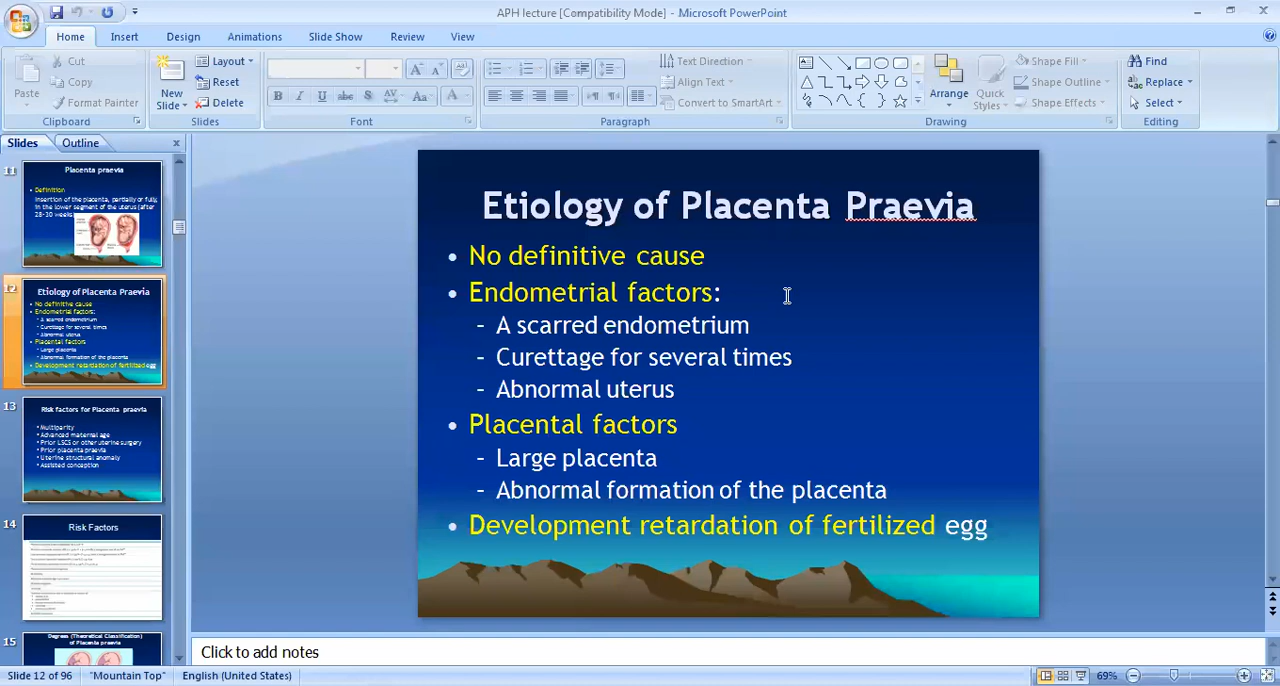 APH lecture [Compatibility Mode] - Microsoft PowerPoint
Home Insert Design Animations Slide Show Review View
Paste
Cut
Copy
Format Painter
Clipboard
New Slide
Layout
Reset
Delete
Slides
Font
Text Direction
Align Text
Convert to SmartArt
Paragraph
Arrange
Quick Styles
Shape Fill
Shape Outline
Shape Effects
Drawing
Find
Replace
Select
Editing
Slides Outline
11
Placenta praevia
Definition
Insertion of the placenta, partially or fully,
in the lower segment of the uterus (after
28-30 weeks
12
Etiology of Placenta Praevia
No definitive cause
Endometrial factors:
A scarred endometrium
Curettage for several times
Abnormal uterus
Placental factors
Large placenta
Abnormal formation of the placenta
Development retardation of fertilized egg
13
Risk factors for Placenta praevia
Multiparity
Advanced maternal age
Prior LSCS or other uterine surgery
Prior placenta praevia
Uterine structural anomaly
Assisted conception
14
Risk Factors
15
Degrees (Theoretical Classification)
of Placenta praevia
Etiology of Placenta Praevia
• No definitive cause
• Endometrial factors:
- A scarred endometrium
- Curettage for several times
- Abnormal uterus
• Placental factors
- Large placenta
- Abnormal formation of the placenta
• Development retardation of fertilized egg
Click to add notes
Slide 12 of 96 "Mountain Top" English (United States) 69%